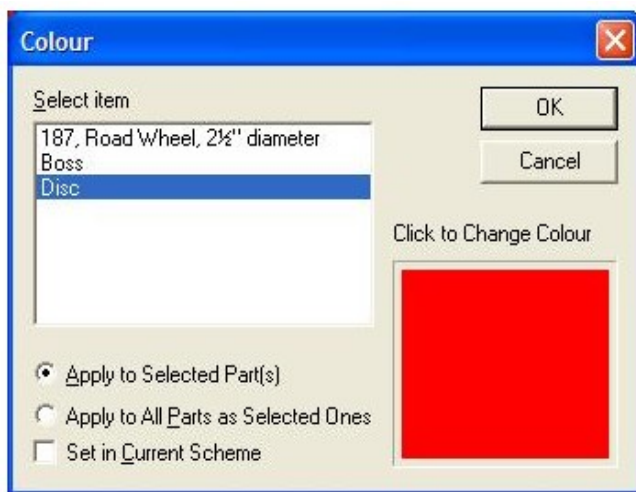 Colour
Select item
187, Road Wheel, 2½" diameter
Boss
Disc
OK
Cancel
Click to Change Colour
Apply to Selected Part(s)
Apply to All Parts as Selected Ones
Set in Current Scheme